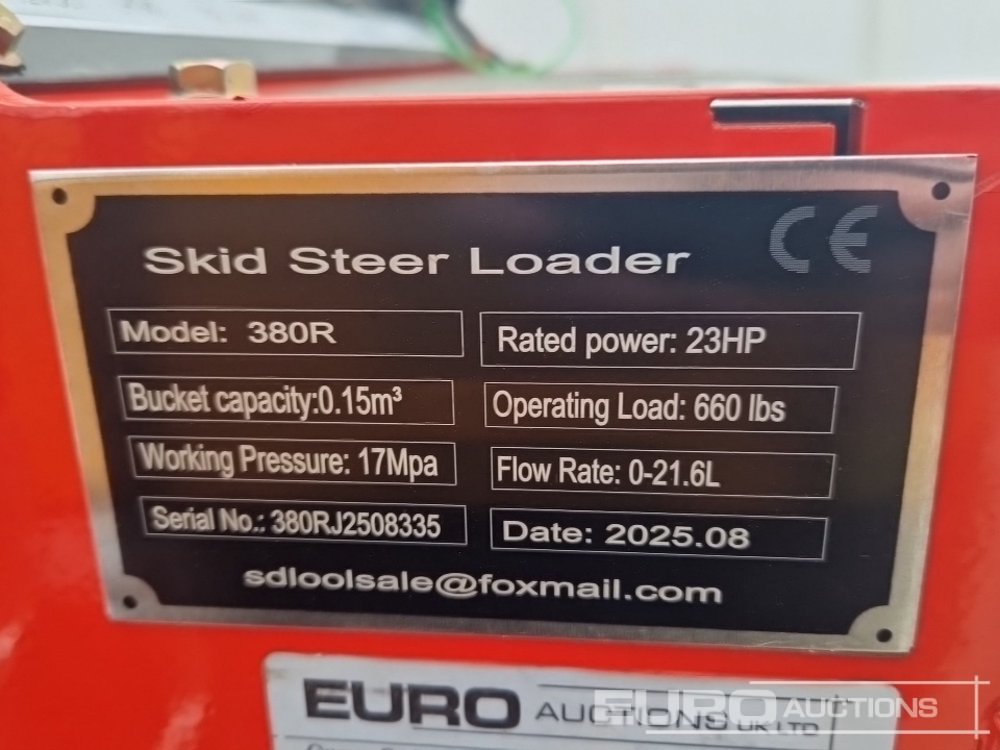 Skid Steer Loader CE
Model: 380R
Rated power: 23HP
Bucket capacity:0.15m³
Operating Load: 660 lbs
Working Pressure: 17Mpa
Flow Rate: 0-21.6L
Serial No.: 380RJ2508335
Date: 2025.08
sdloolsale@foxmail.com
EURO AUCTIONS UK LTD
EURO AUCTIONS